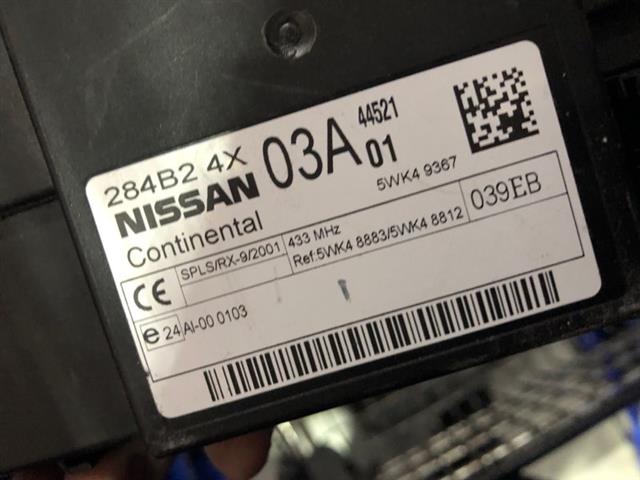 284B2 4X 03A 44521 01
NISSAN 5WK4 9367
Continental
CE SPLS/RX-9/2001 433 MHz 039EB
Ref:5WK4 8883/5WK4 8812
e 24 AI-00 0103